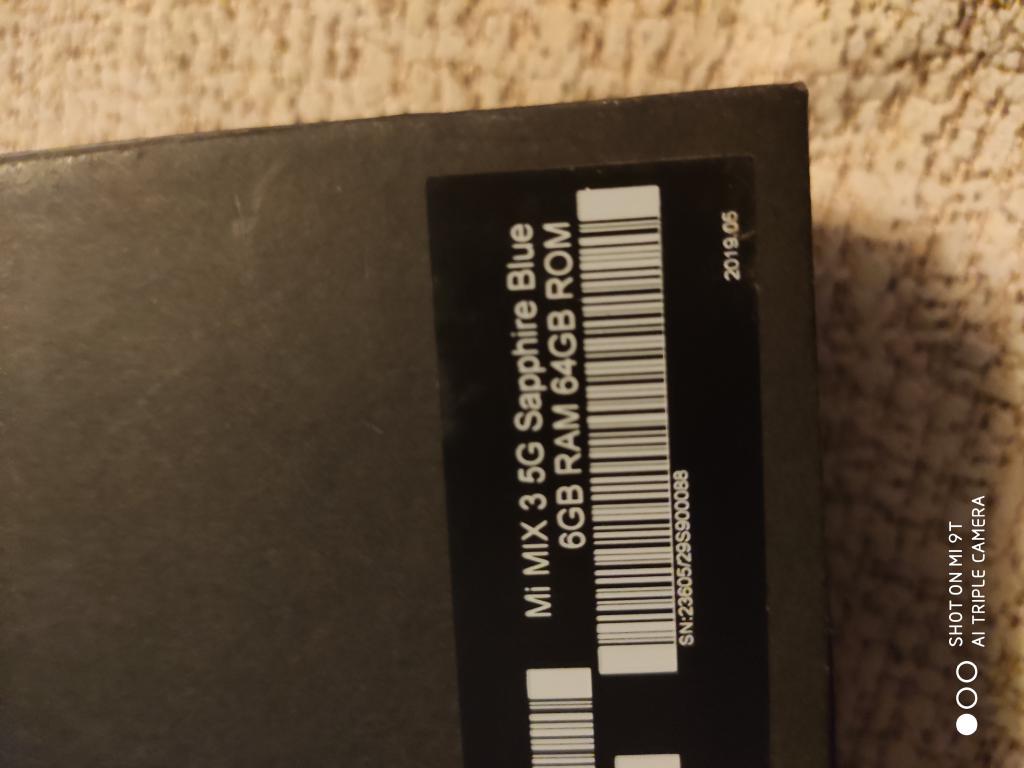 Mi MIX 3 5G Sapphire Blue
6GB RAM 64GB ROM
SN:23605/29S900088
2019.05
SHOT ON MI 9T
AI TRIPLE CAMERA